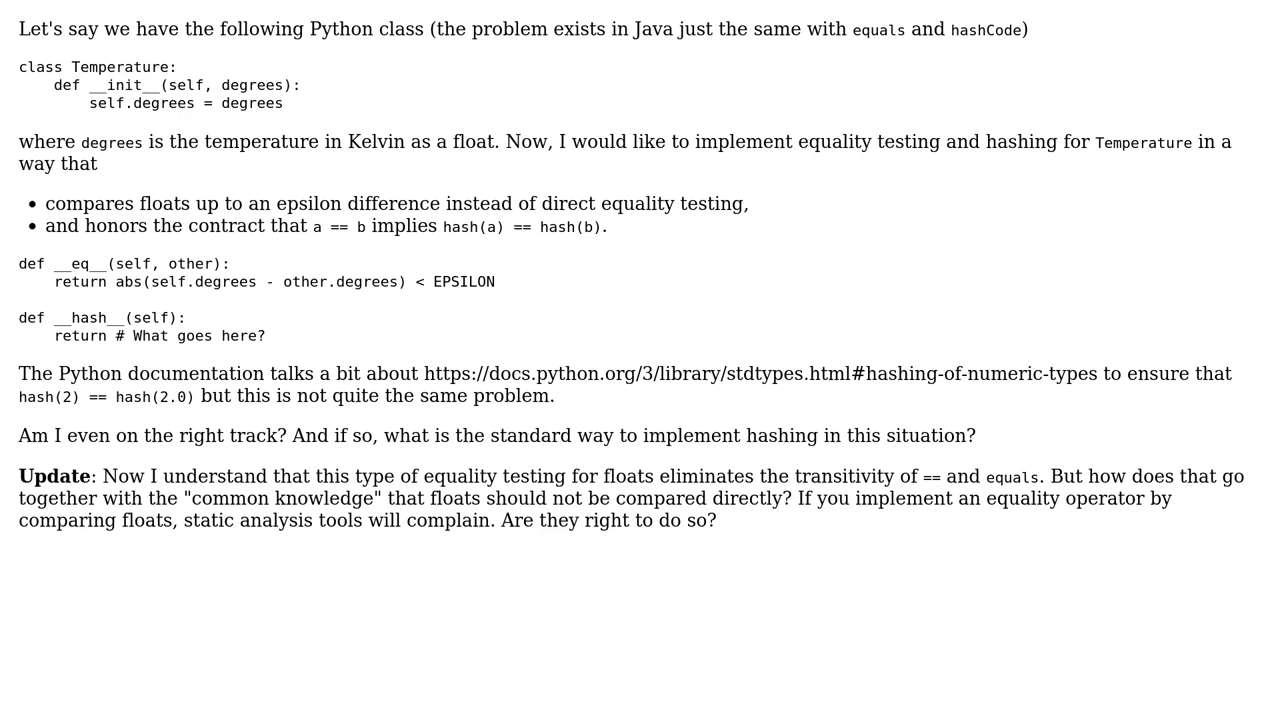 Let's say we have the following Python class (the problem exists in Java just the same with equals and hashCode)
class Temperature:
    def __init__(self, degrees):
        self.degrees = degrees
where degrees is the temperature in Kelvin as a float. Now, I would like to implement equality testing and hashing for Temperature in a
way that
• compares floats up to an epsilon difference instead of direct equality testing,
• and honors the contract that a == b implies hash(a) == hash(b).
def __eq__(self, other):
    return abs(self.degrees - other.degrees) < EPSILON
def __hash__(self):
    return # What goes here?
The Python documentation talks a bit about https://docs.python.org/3/library/stdtypes.html#hashing-of-numeric-types to ensure that
hash(2) == hash(2.0) but this is not quite the same problem.
Am I even on the right track? And if so, what is the standard way to implement hashing in this situation?
Update: Now I understand that this type of equality testing for floats eliminates the transitivity of == and equals. But how does that go
together with the "common knowledge" that floats should not be compared directly? If you implement an equality operator by
comparing floats, static analysis tools will complain. Are they right to do so?